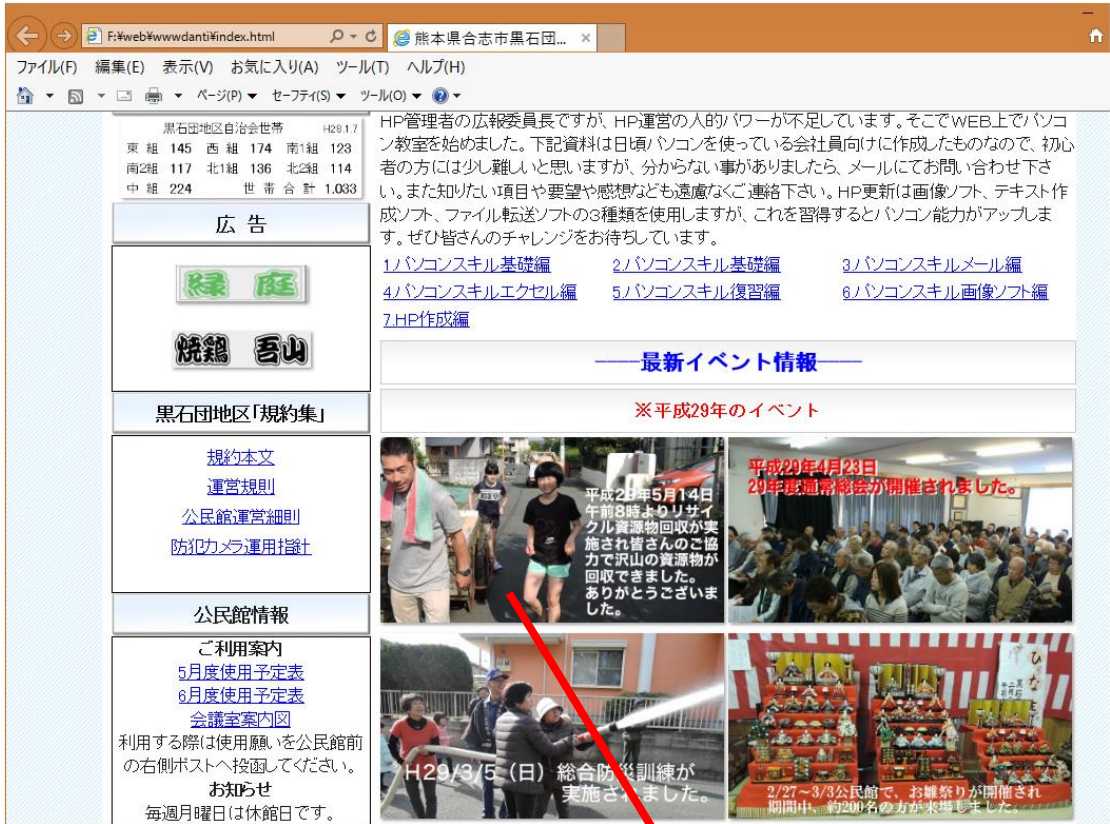 F:¥web¥wwwdanti¥index.html
熊本県合志市黒石団...
ファイル(F) 編集(E) 表示(V) お気に入り(A) ツール(T) ヘルプ(H)
ページ(P) セーフティ(S) ツール(O)
黒石団地区自治会世帯 H29.1.7
東 組 145 西 組 174 南1組 123
南2組 117 北1組 136 北2組 114
中 組 224 世 帯 合 計 1.033
広 告
緑 庭
焼鶏 吾山
黒石団地区「規約集」
規約本文
運営規則
公民館運営細則
防犯カメラ運用指針
公民館情報
ご利用案内
5月度使用予定表
6月度使用予定表
会議室案内図
利用する際は使用願いを公民館前
の右側ポストへ投函してください。
お知らせ
毎週月曜日は休館日です。
HP管理者の広報委員長ですが、HP運営の人的パワーが不足しています。そこでWEB上でパソコ
ン教室を始めました。下記資料は日頃パソコンを使っている会社員向けに作成したものなので、初心
者の方には少し難しいと思いますが、分からない事がありましたら、メールにてお問い合わせ下さ
い。また知りたい項目や要望や感想なども遠慮なくご連絡下さい。HP更新は画像ソフト、テキスト作
成ソフト、ファイル転送ソフトの3種類を使用しますが、これを習得するとパソコン能力がアップしま
す。ぜひ皆さんのチャレンジをお待ちしています。
1.パソコンスキル基礎編 2.パソコンスキル基礎編 3.パソコンスキルメール編
4.パソコンスキルエクセル編 5.パソコンスキル復習編 6.パソコンスキル画像ソフト編
7.HP作成編
――最新イベント情報――
※平成29年のイベント
平成29年5月14日
午前8時よりリサイ
クル資源物回収が実
施され皆さんのご協
力で沢山の資源物が
回収できました。
ありがとうございま
した。
平成29年4月23日
29年度通常総会が開催されました。
H29/3/5（日）総合防災訓練が
実施されました。
2/27～3/3公民館で、お雛祭りが開催され
期間中、約200名の方が来場しました。